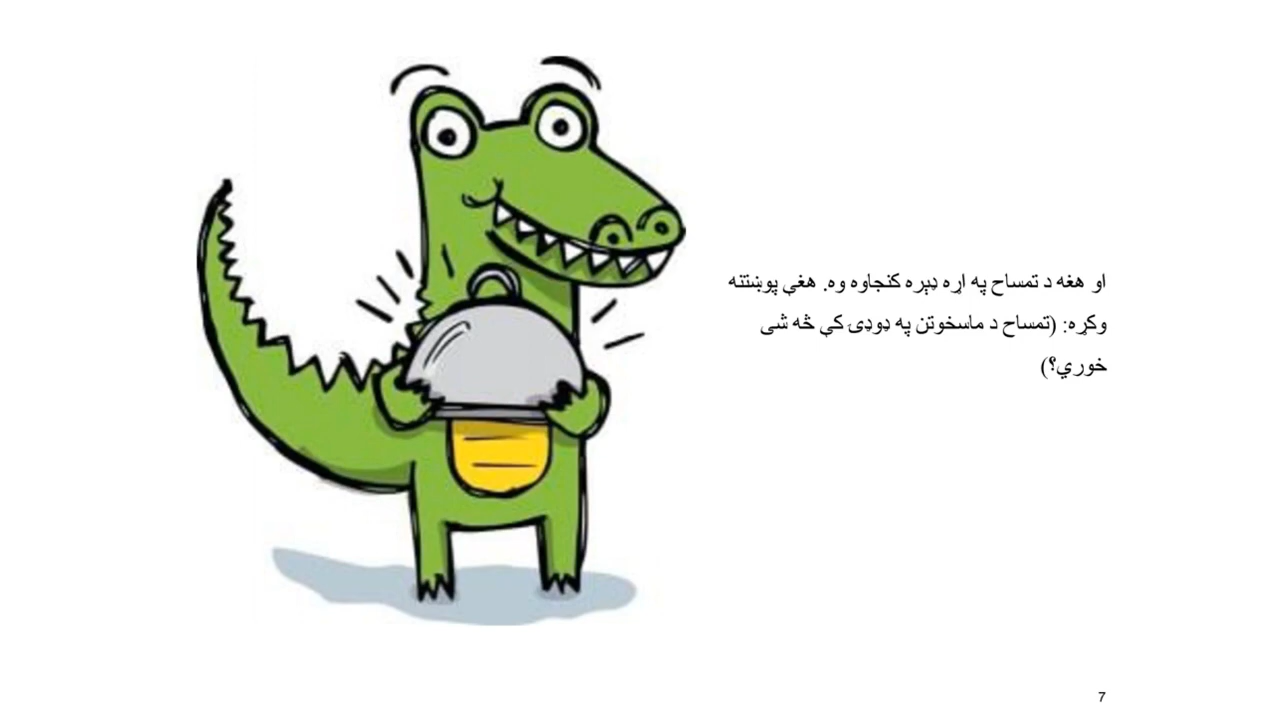 او هغه د تمساح په اړه ډېره کنجاوه وه. هغې پوښتنه
وکړه: (تمساح د ماسخوتن په ډوډۍ کې څه شی
خوري؟)
7